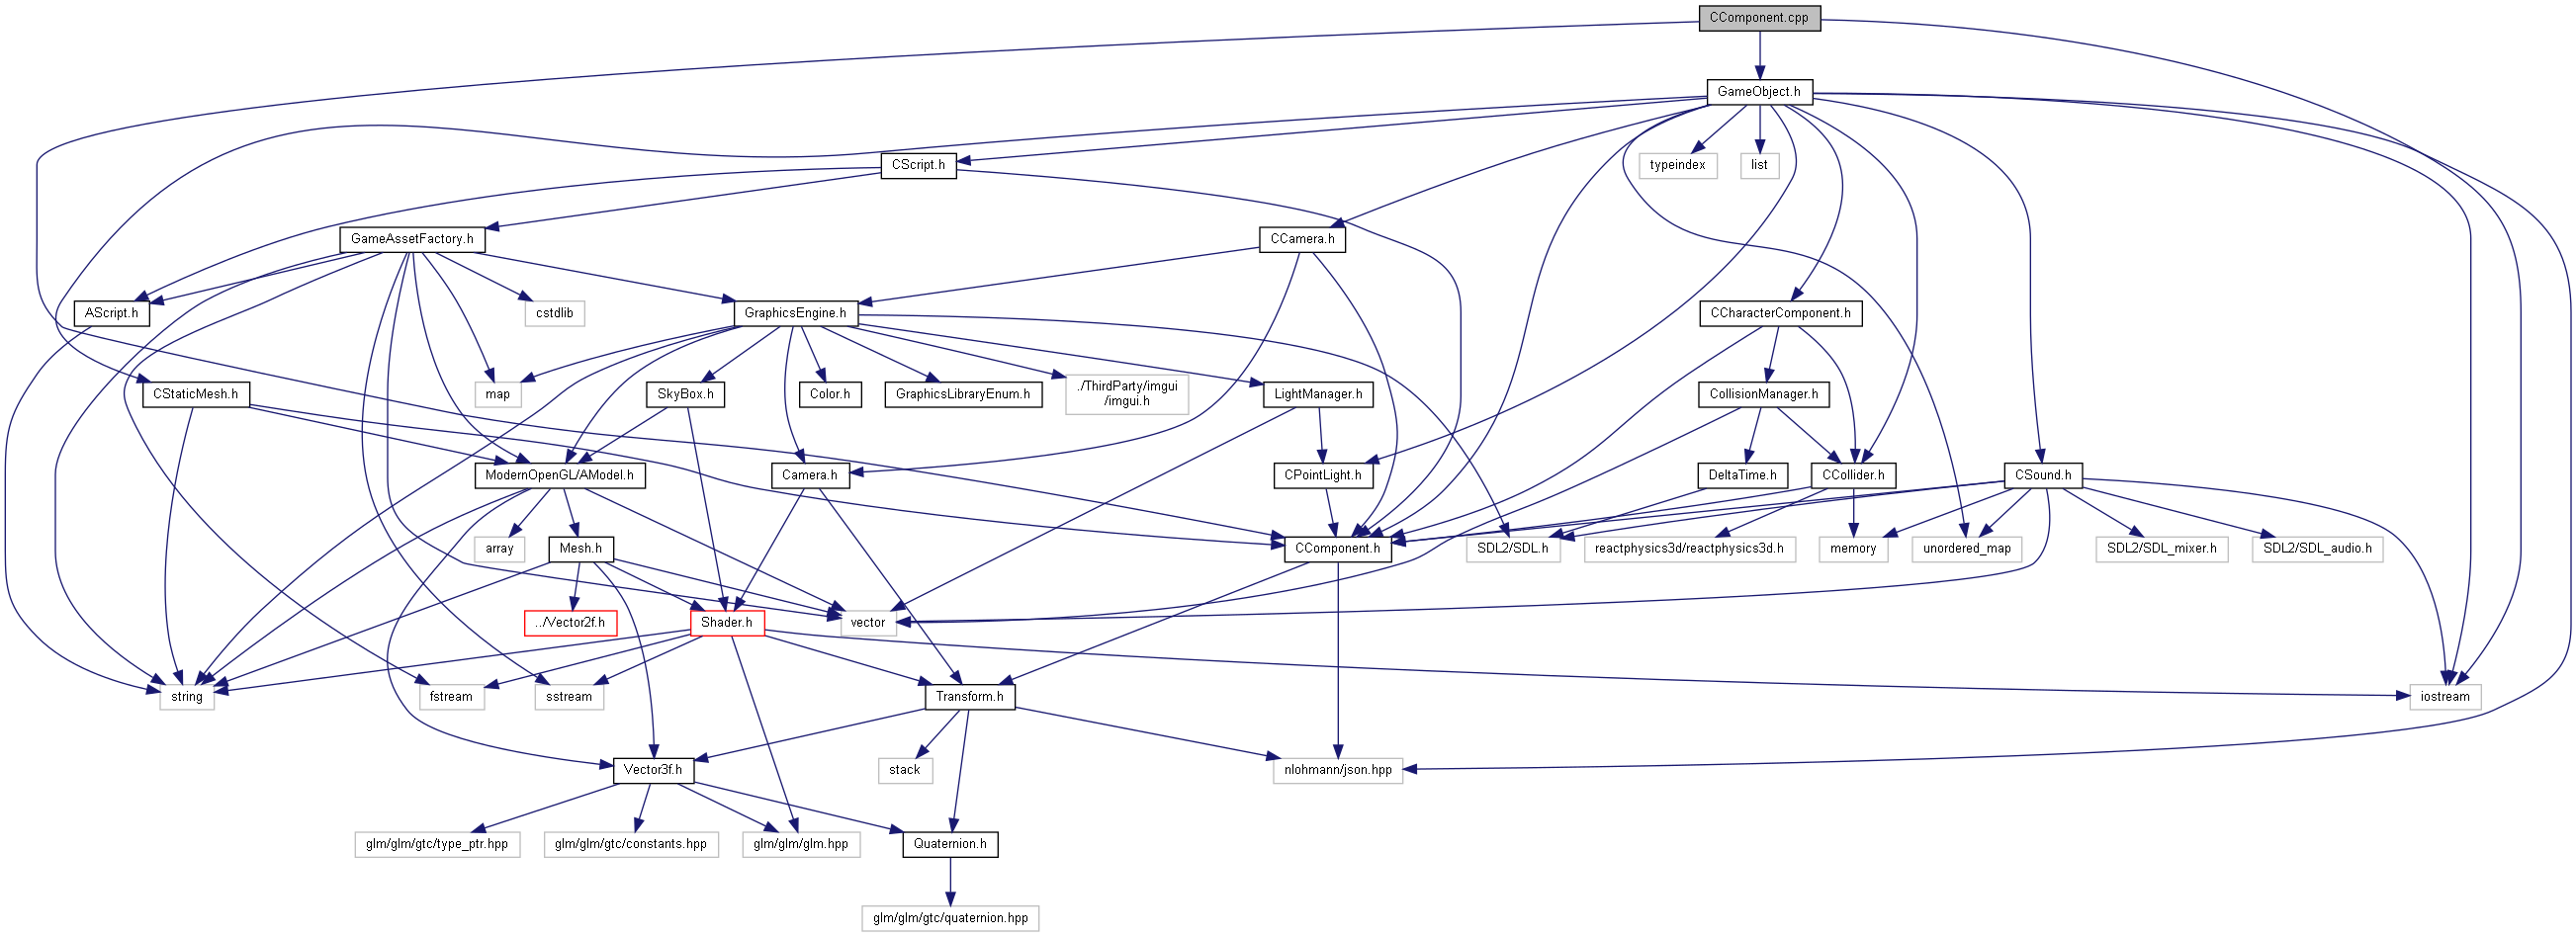 CComponent.cpp
GameObject.h
CScript.h
typeindex
list
GameAssetFactory.h
CCamera.h
AScript.h
cstdlib
GraphicsEngine.h
CCharacterComponent.h
CStaticMesh.h
map
SkyBox.h
Color.h
GraphicsLibraryEnum.h
./ThirdParty/imgui
/imgui.h
LightManager.h
CollisionManager.h
ModernOpenGL/AModel.h
Camera.h
CPointLight.h
DeltaTime.h
CCollider.h
CSound.h
array
Mesh.h
CComponent.h
SDL2/SDL.h
reactphysics3d/reactphysics3d.h
memory
unordered_map
SDL2/SDL_mixer.h
SDL2/SDL_audio.h
../Vector2f.h
Shader.h
vector
string
fstream
sstream
Transform.h
iostream
Vector3f.h
stack
nlohmann/json.hpp
glm/glm/gtc/type_ptr.hpp
glm/glm/gtc/constants.hpp
glm/glm/glm.hpp
Quaternion.h
glm/glm/gtc/quaternion.hpp